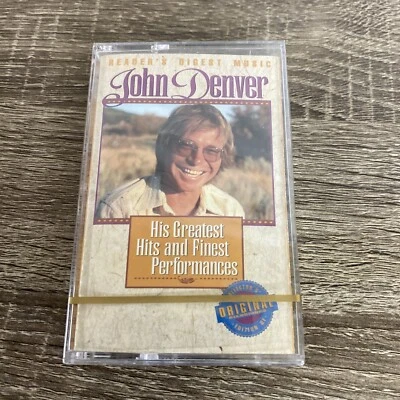 READER'S DIGEST MUSIC
John Denver
His Greatest
Hits and Finest
Performances
ORIGINAL